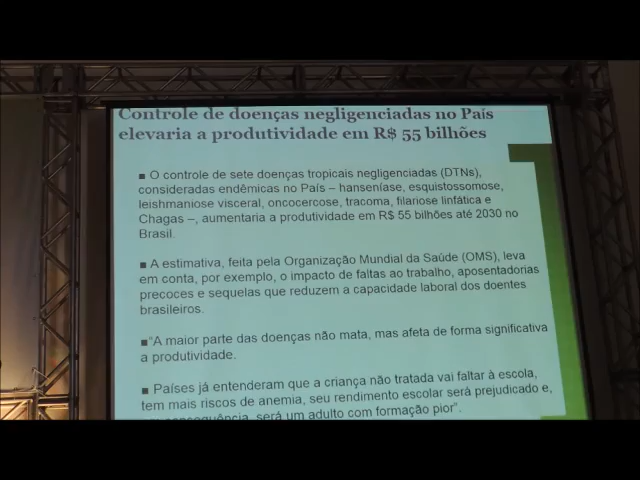 Controle de doenças negligenciadas no País
elevaria a produtividade em R$ 55 bilhões
■ O controle de sete doenças tropicais negligenciadas (DTNs),
consideradas endêmicas no País – hanseníase, esquistossomose,
leishmaniose visceral, oncocercose, tracoma, filariose linfática e
Chagas –, aumentaria a produtividade em R$ 55 bilhões até 2030 no
Brasil.
■ A estimativa, feita pela Organização Mundial da Saúde (OMS), leva
em conta, por exemplo, o impacto de faltas ao trabalho, aposentadorias
precoces e sequelas que reduzem a capacidade laboral dos doentes
brasileiros.
■“A maior parte das doenças não mata, mas afeta de forma significativa
a produtividade.
■ Países já entenderam que a criança não tratada vai faltar à escola,
tem mais riscos de anemia, seu rendimento escolar será prejudicado e,
em consequência, será um adulto com formação pior”.